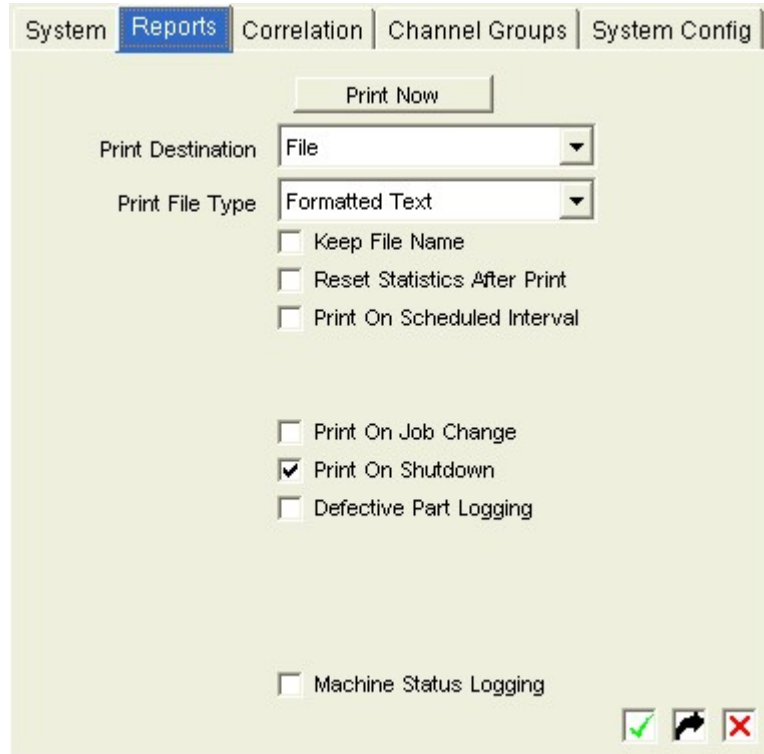 System Reports Correlation Channel Groups System Config
Print Now
Print Destination File
Print File Type Formatted Text
Keep File Name
Reset Statistics After Print
Print On Scheduled Interval
Print On Job Change
Print On Shutdown
Defective Part Logging
Machine Status Logging